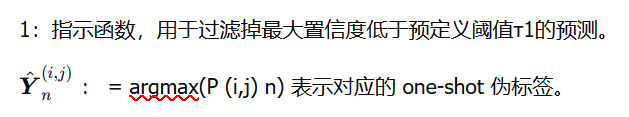 1：指示函数，用于过滤掉最大置信度低于预定义阈值τ1的预测。
$\hat{Y}_n^{(i,j)}$ ： = argmax(P (i,j) n) 表示对应的 one-shot 伪标签。